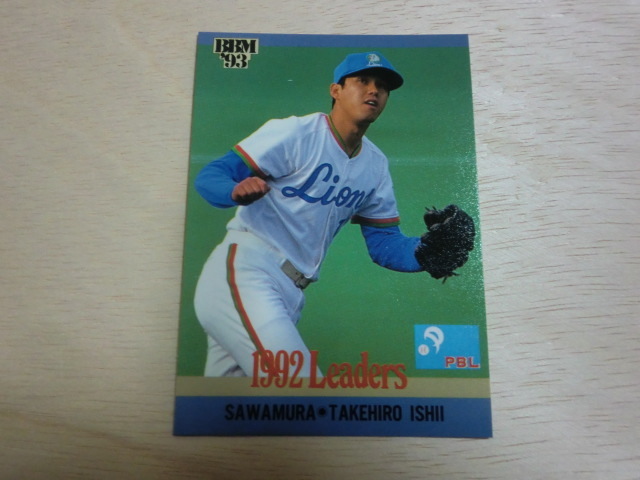 BBM
'93
Lions
PBL
1992 Leaders
SAWAMURA★TAKEHIRO ISHII